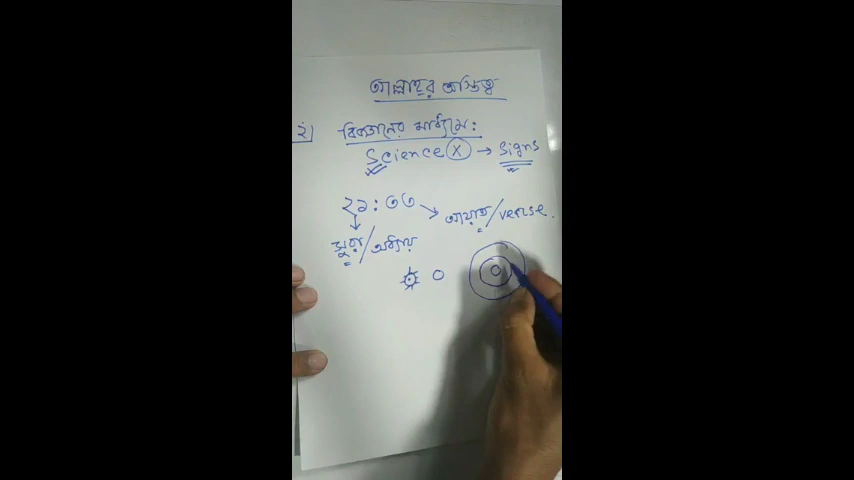 আল্লাহর অস্তিত্ব
২| বিজ্ঞানের মাধ্যমে:
Science X → signs
২১: ৩৩ → আয়াত/verse.
সুরা/অধ্যায়